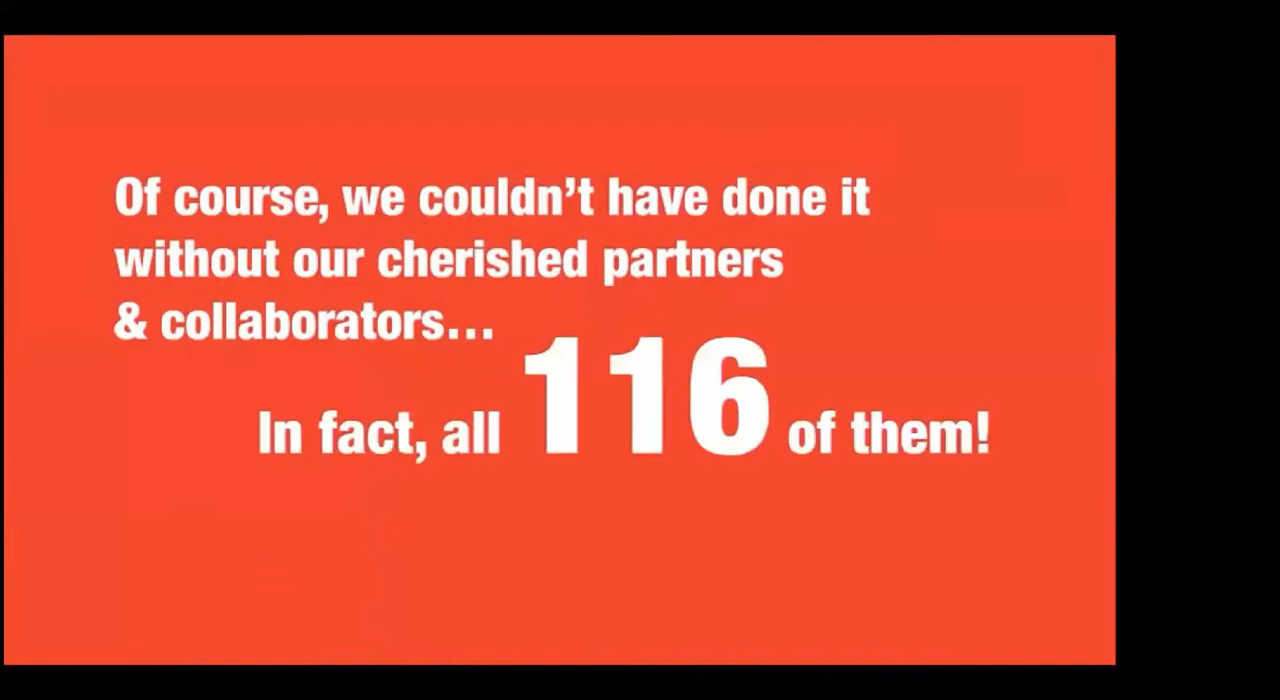 Of course, we couldn’t have done it
without our cherished partners
& collaborators…
In fact, all 116 of them!